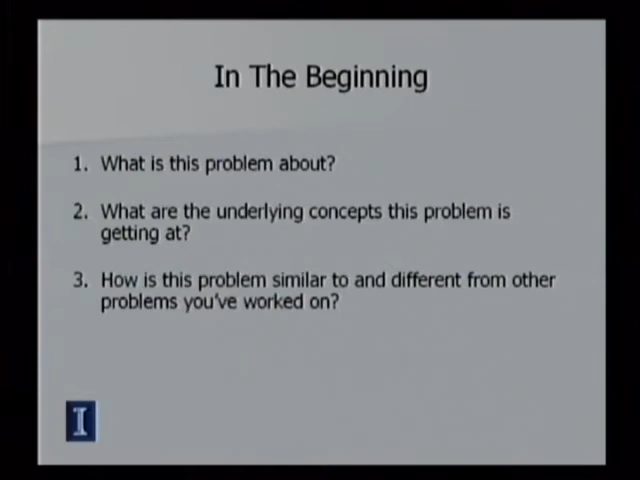 In The Beginning
1. What is this problem about?
2. What are the underlying concepts this problem is
getting at?
3. How is this problem similar to and different from other
problems you've worked on?
I